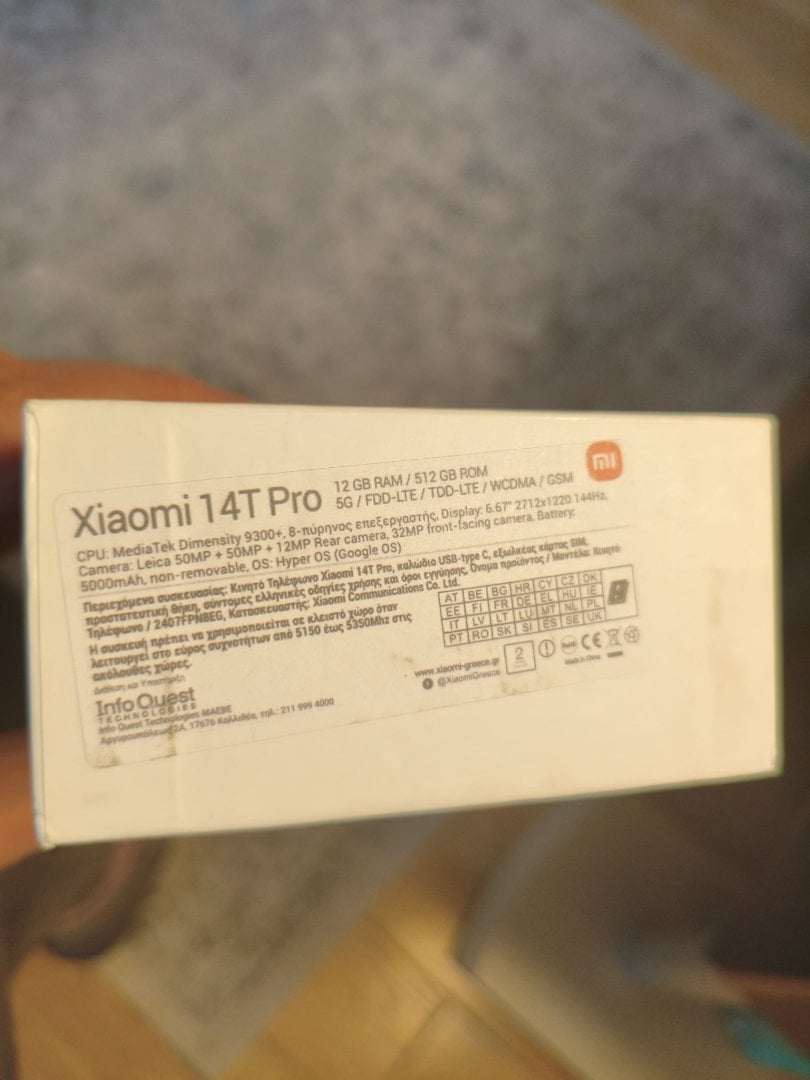 Xiaomi 14T Pro
12 GB RAM / 512 GB ROM
5G / FDD-LTE / TDD-LTE / WCDMA / GSM
mi
CPU: MediaTek Dimensity 9300+, 8-πύρηνος επεξεργαστής, Display: 6.67" 2712x1220 144Hz,
Camera: Leica 50MP + 50MP + 12MP Rear camera, 32MP front-facing camera, Battery:
5000mAh, non-removable, OS: Hyper OS (Google OS)
Περιεχόμενα συσκευασίας: Κινητό Τηλέφωνο Xiaomi 14T Pro, καλώδιο USB-type C, εξωλκέας κάρτας SIM,
προστατευτική θήκη, σύντομες ελληνικές οδηγίες χρήσης και όροι εγγύησης, Όνομα προϊόντος / Μοντέλο: Κινητό
Τηλέφωνο / 2407FPN8EG, Κατασκευαστής: Xiaomi Communications Co. Ltd.
Η συσκευή πρέπει να χρησιμοποιείται σε κλειστό χώρο όταν
λειτουργεί στο εύρος συχνοτήτων από 5150 έως 5350Mhz στις
ακόλουθες χώρες.
AT BE BG HR CY CZ DK
EE FI FR DE EL HU IE
IT LV LT LU MT NL PL
PT RO SK SI ES SE UK
Διάθεση και Υποστήριξη
Info Quest
TECHNOLOGIES
Info Quest Technologies ΜΑΕΒΕ
Αργυρουπόλεως 2Α, 17676 Καλλιθέα, τηλ.: 211 999 4000
www.xiaomi-greece.gr
@XiaomiGreece
2
CE
Made in China